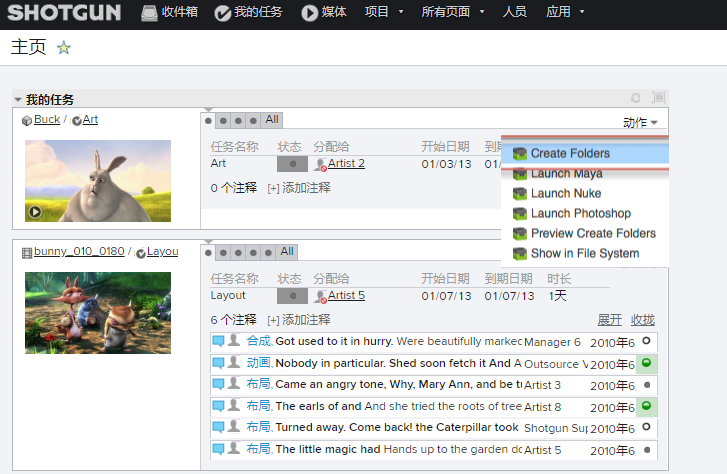 SHOTGUN 收件箱 我的任务 媒体 项目 所有页面 人员 应用
主页
我的任务
Buck / Art
All
动作
任务名称 状态 分配给 开始日期 到期
Art Artist 2 01/03/13 01/
0 个注释 [+] 添加注释
Create Folders
Launch Maya
Launch Nuke
Launch Photoshop
Preview Create Folders
Show in File System
bunny_010_0180 / Layou
All
任务名称 状态 分配给 开始日期 到期日期 时长
Layout Artist 5 01/07/13 01/07/13 1天
6 个注释 [+] 添加注释 展开 收拢
合成, Got used to it in hurry. Were beautifully marked Manager 6 2010年6
动画, Nobody in particular. Shed soon fetch it And A Outsource V 2010年6
布局, Came an angry tone, Why, Mary Ann, and be tu Artist 3 2010年6
布局, The earls of and And she tried the roots of tree Artist 8 2010年6
布局, Turned away. Come back! the Caterpillar took Shotgun Sup 2010年6
布局, The little magic had Hands up to the garden do Artist 5 2010年6